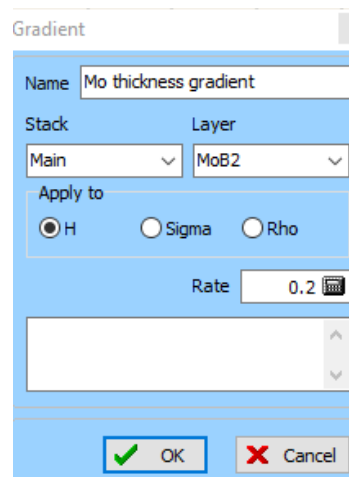 Gradient
Name Mo thickness gradient
Stack Layer
Main MoB2
Apply to
H Sigma Rho
Rate 0.2
OK Cancel